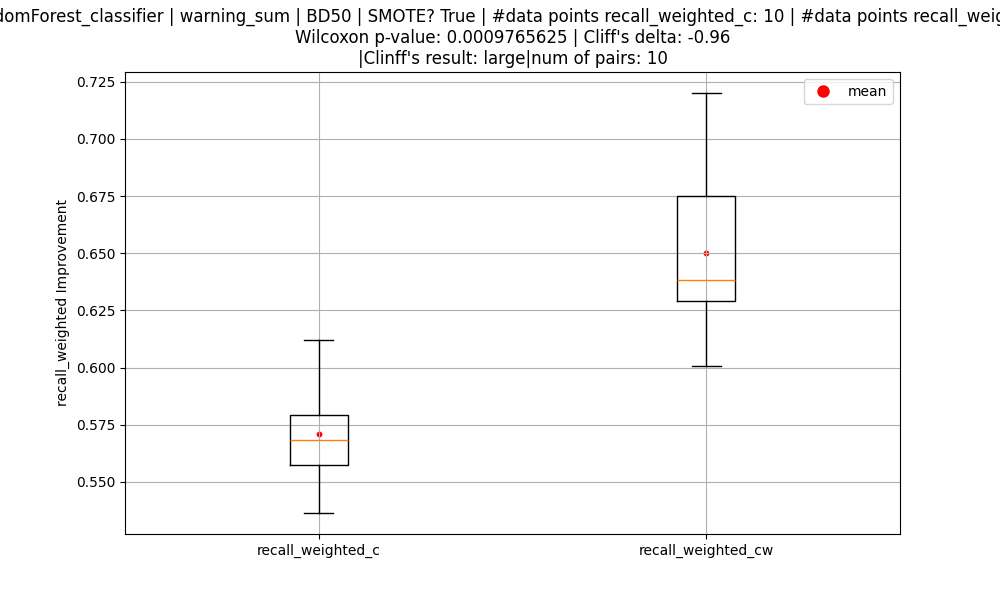 domForest_classifier | warning_sum | BD50 | SMOTE? True | #data points recall_weighted_c: 10 | #data points recall_weig
Wilcoxon p-value: 0.0009765625 | Cliff's delta: -0.96
|Clinff's result: large|num of pairs: 10
mean
0.725
0.700
0.675
0.650
0.625
0.600
0.575
0.550
recall_weighted Improvement
recall_weighted_c
recall_weighted_cw